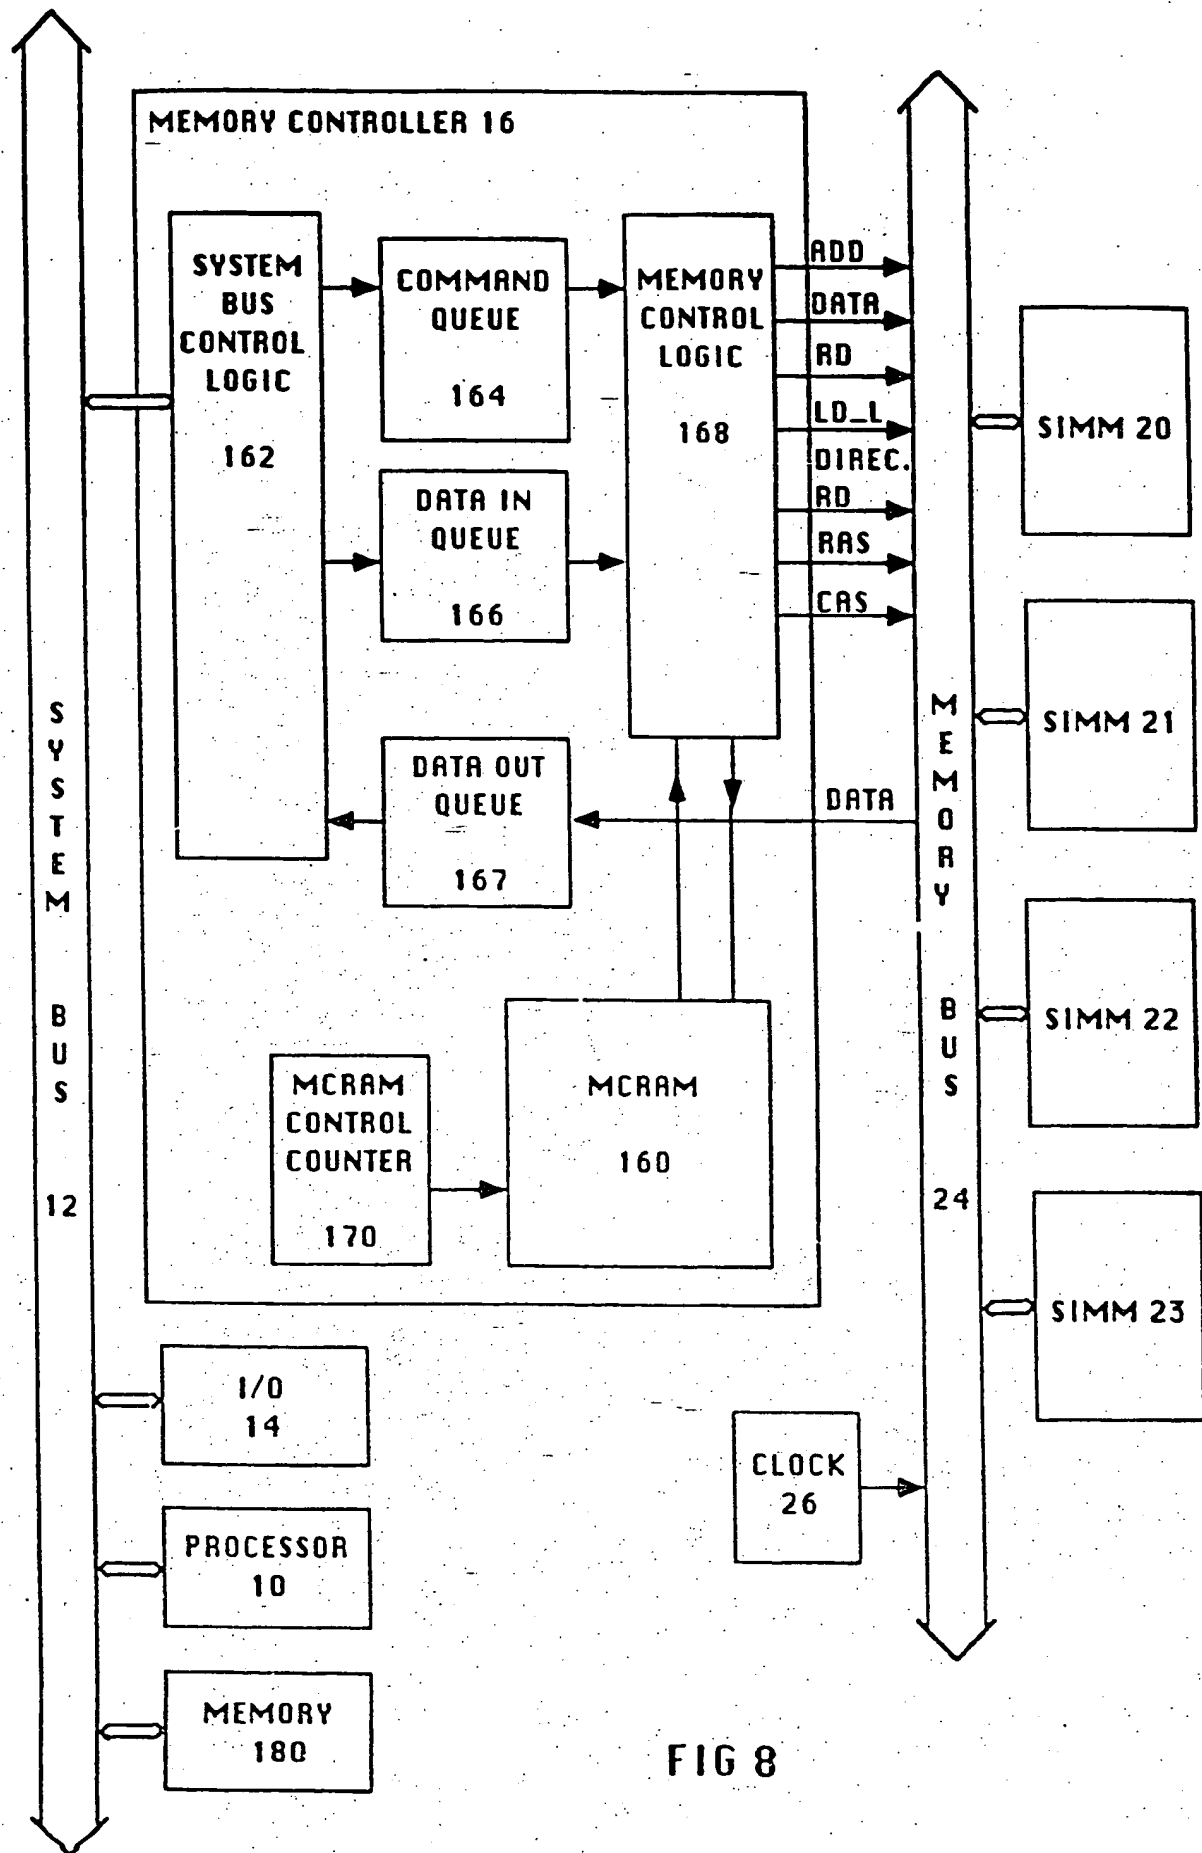 MEMORY CONTROLLER 16
SYSTEM
BUS
CONTROL
LOGIC
162
COMMAND
QUEUE
164
DATA IN
QUEUE
166
DATA OUT
QUEUE
167
MEMORY
CONTROL
LOGIC
168
ADD
DATA
RD
LD_L
DIREC.
RD
RAS
CAS
DATA
MCRAM
CONTROL
COUNTER
170
MCRAM
160
SYSTEM BUS 12
MEMORY BUS 24
SIMM 20
SIMM 21
SIMM 22
SIMM 23
I/O
14
PROCESSOR
10
MEMORY
180
CLOCK
26
FIG 8